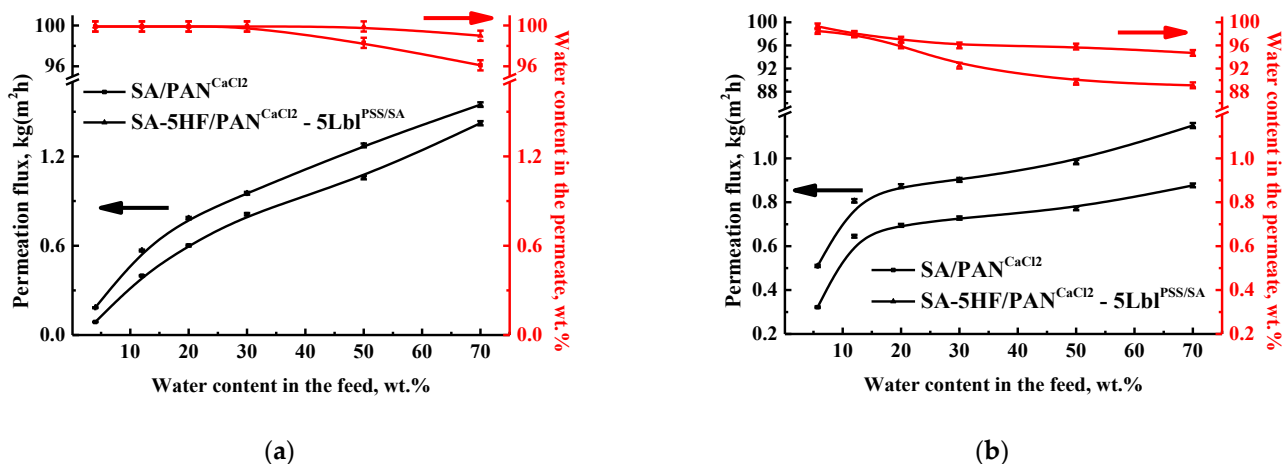 100
96
1.2
0.6
0.0
Permeation flux, kg(m²h)
SA/PAN^CaCl2
SA-5HF/PAN^CaCl2 - 5Lbl^PSS/SA
100
96
1.2
0.6
0.0
Water content in the permeate, wt.%
10 20 30 40 50 60 70
Water content in the feed, wt.%
(a)
100
96
92
88
1.0
0.8
0.6
0.4
0.2
Permeation flux, kg(m²h)
SA/PAN^CaCl2
SA-5HF/PAN^CaCl2 - 5Lbl^PSS/SA
100
96
92
88
1.0
0.8
0.6
0.4
0.2
Water content in the permeate, wt.%
10 20 30 40 50 60 70
Water content in the feed, wt.%
(b)